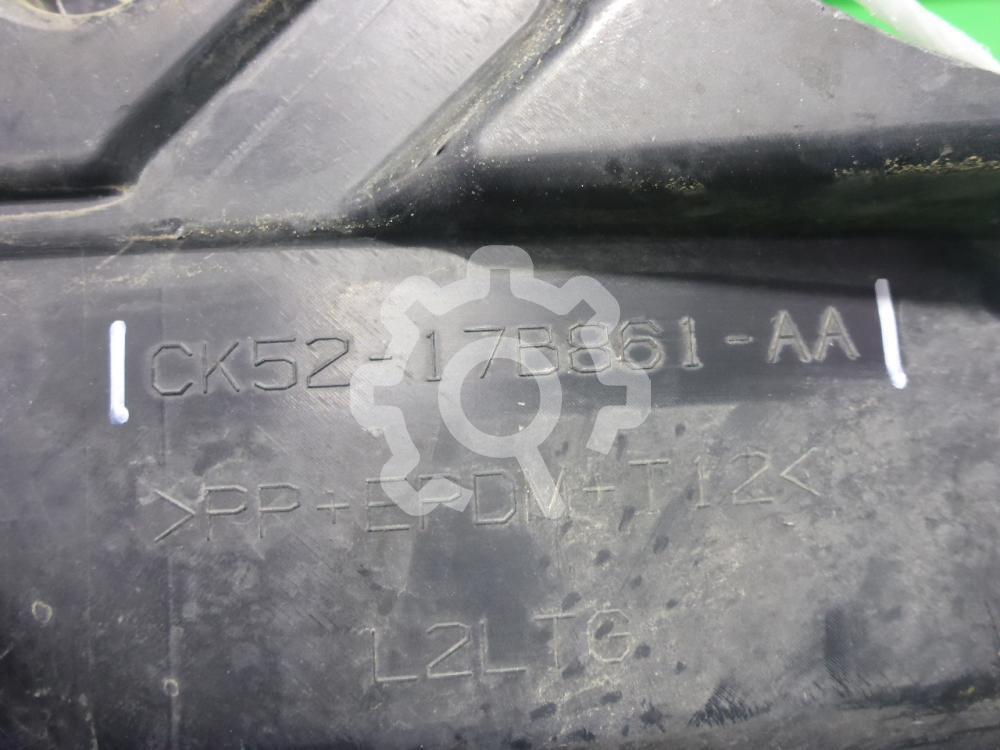 CK52-17B861-AA
>PP+EPDM+T12<
L2LTG